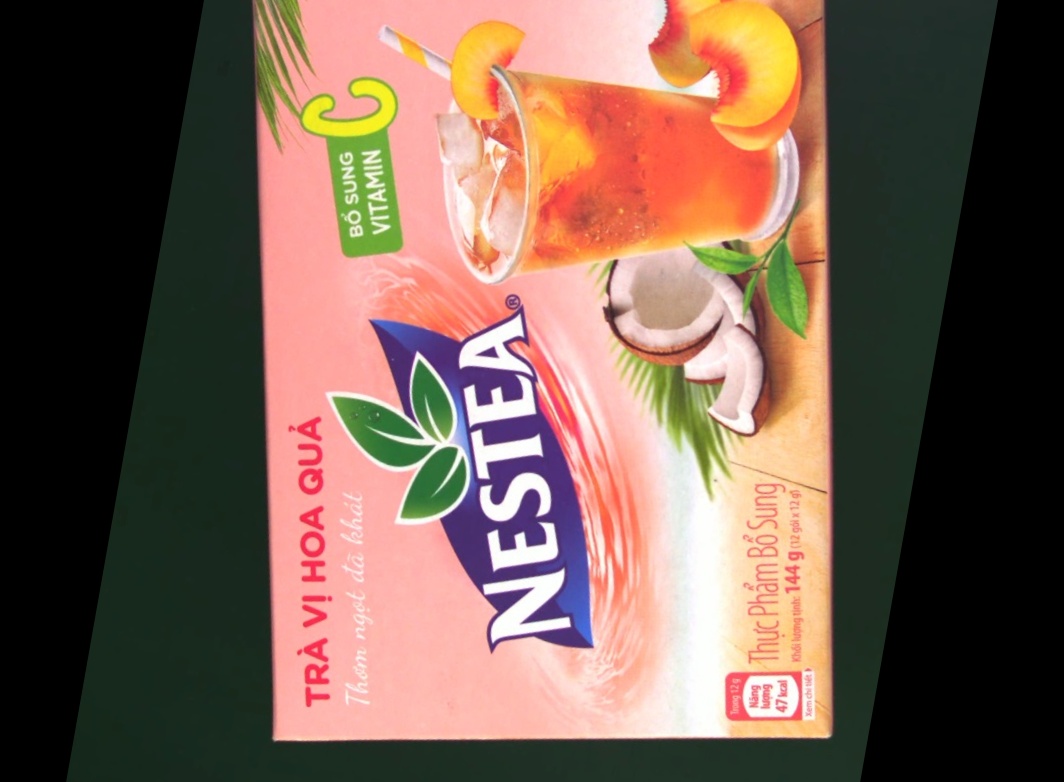 TRÀ VỊ HOA QUẢ
Thơm ngọt đã khát
BỔ SUNG
VITAMIN C
NESTEA®
Thực Phẩm Bổ Sung
Khối lượng tịnh: 144 g (12 gói x 12 g)
Trong 12 g
Năng
lượng
47 kcal
Xem chi tiết